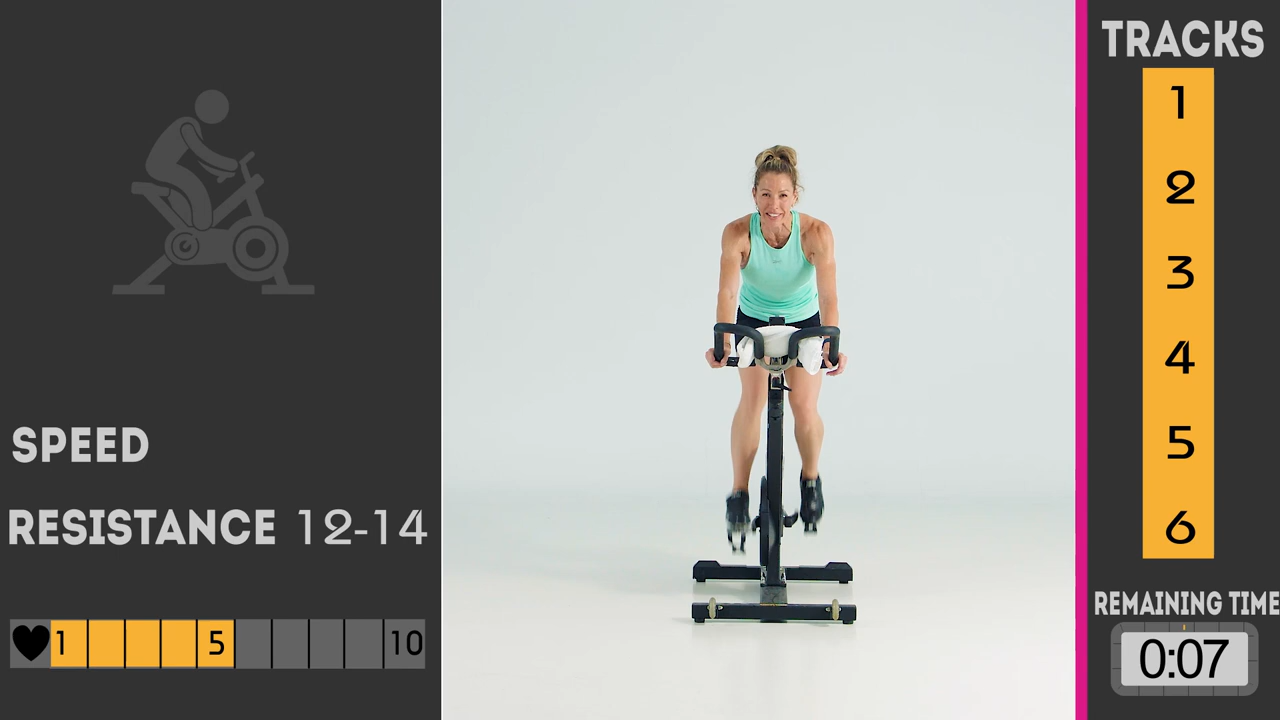 SPEED
RESISTANCE 12-14
1 5 10
TRACKS
1
2
3
4
5
6
REMAINING TIME
0:07